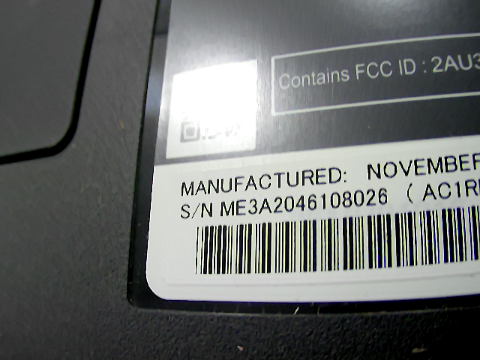 Contains FCC ID : 2AU3
MANUFACTURED: NOVEMBER
S/N ME3A2046108026 ( AC1R